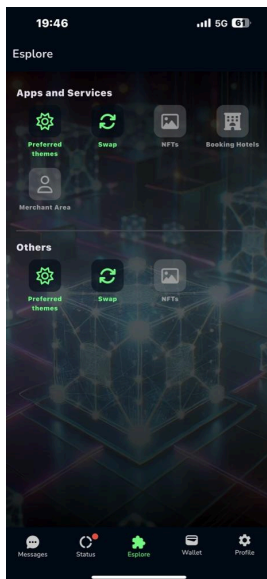 19:46
5G 61
Esplore
Apps and Services
Preferred themes
Swap
NFTs
Booking Hotels
Merchant Area
Others
Preferred themes
Swap
NFTs
Messages
Status
Esplore
Wallet
Profile